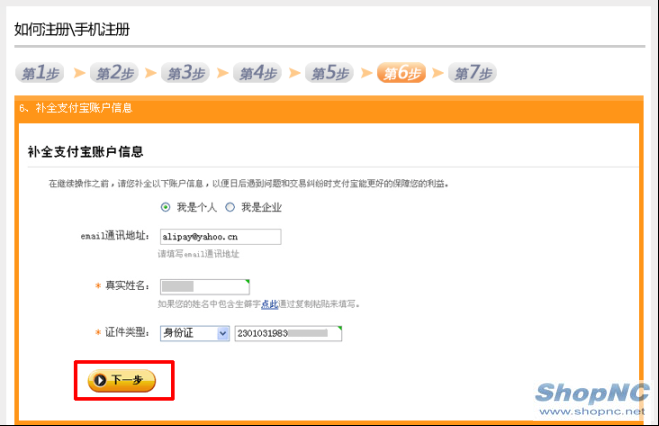 如何注册\手机注册
第1步 第2步 第3步 第4步 第5步 第6步 第7步
6、补全支付宝账户信息
补全支付宝账户信息
在继续操作之前，请您补全以下账户信息，以便日后遇到问题和交易纠纷时支付宝能更好的保障您的利益。
我是个人 我是企业
email通讯地址： alipay@yahoo.cn
请填写email通讯地址
* 真实姓名：
如果您的姓名中包含生僻字点此通过复制粘贴来填写。
* 证件类型： 身份证 2301031983
下一步
ShopNC
www.shopnc.net